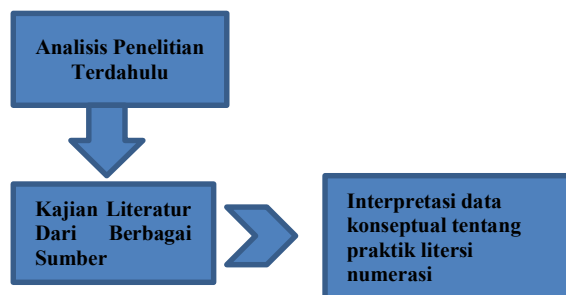 Analisis Penelitian
Terdahulu
Kajian Literatur
Dari Berbagai
Sumber
Interpretasi data
konseptual tentang
praktik litersi
numerasi